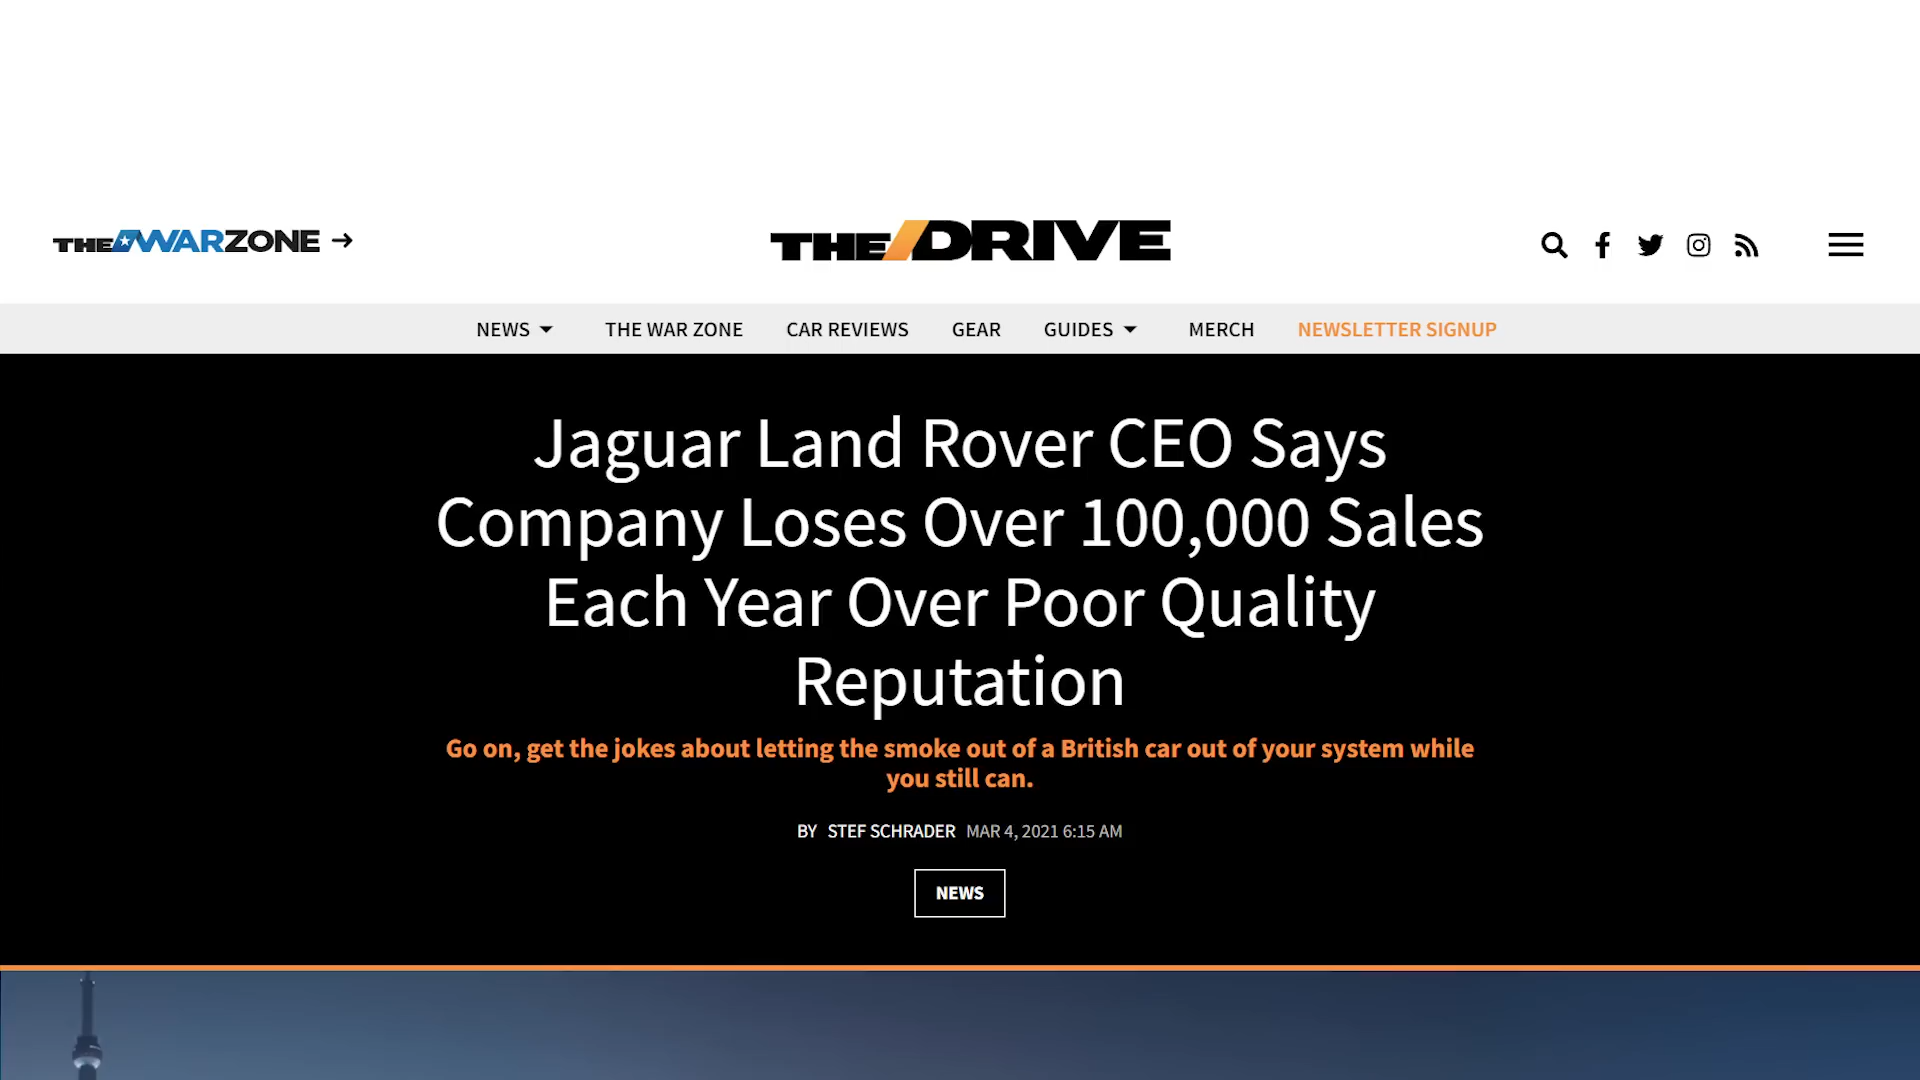 THE WARZONE
THE DRIVE
NEWS
THE WAR ZONE
CAR REVIEWS
GEAR
GUIDES
MERCH
NEWSLETTER SIGNUP
Jaguar Land Rover CEO Says
Company Loses Over 100,000 Sales
Each Year Over Poor Quality
Reputation
Go on, get the jokes about letting the smoke out of a British car out of your system while
you still can.
BY STEF SCHRADER MAR 4, 2021 6:15 AM
NEWS